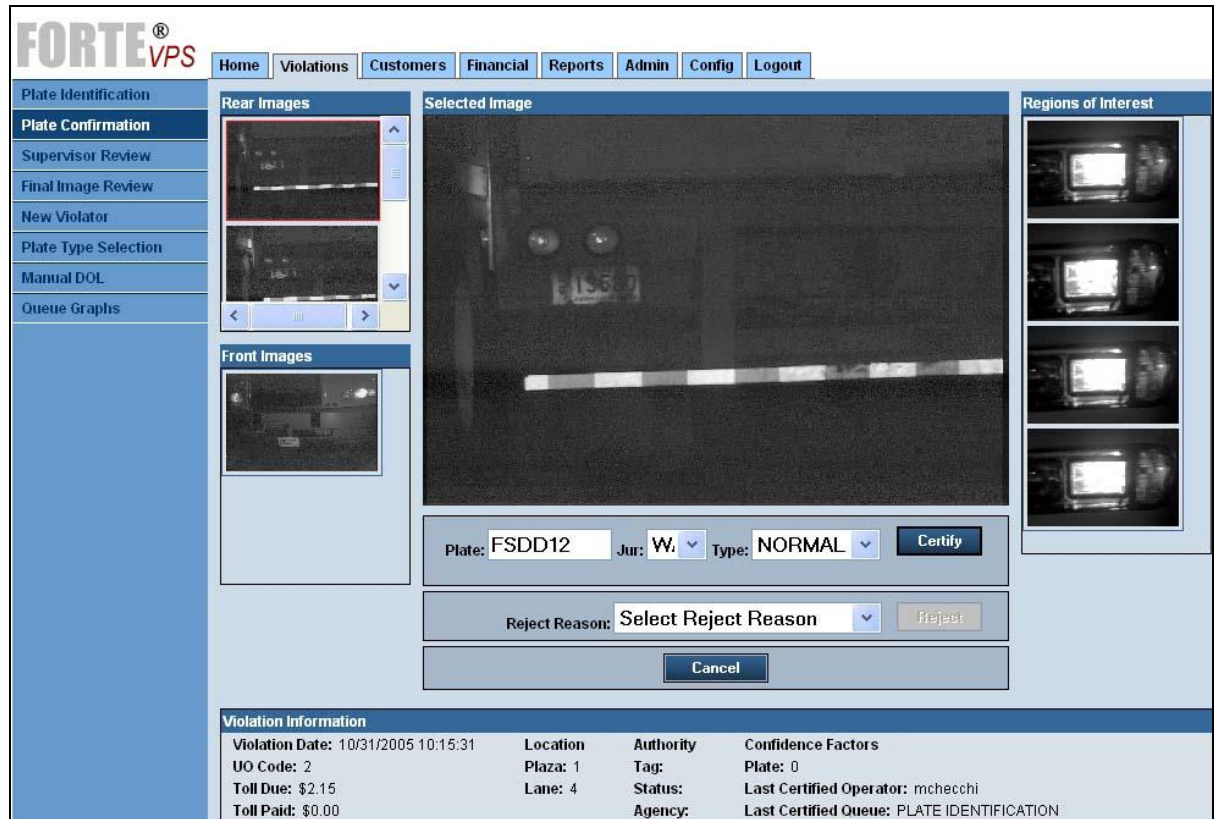 FORTE® VPS
Home Violations Customers Financial Reports Admin Config Logout
Plate Identification
Plate Confirmation
Supervisor Review
Final Image Review
New Violator
Plate Type Selection
Manual DOL
Queue Graphs
Rear Images
Selected Image
Regions of Interest
Front Images
Plate: FSDD12 Jur: W. Type: NORMAL Certify
Reject Reason: Select Reject Reason Reject
Cancel
Violation Information
Violation Date: 10/31/2005 10:15:31 Location Authority Confidence Factors
UO Code: 2 Plaza: 1 Tag: Plate: 0
Toll Due: $2.15 Lane: 4 Status: Last Certified Operator: mchecchi
Toll Paid: $0.00 Agency: Last Certified Queue: PLATE IDENTIFICATION